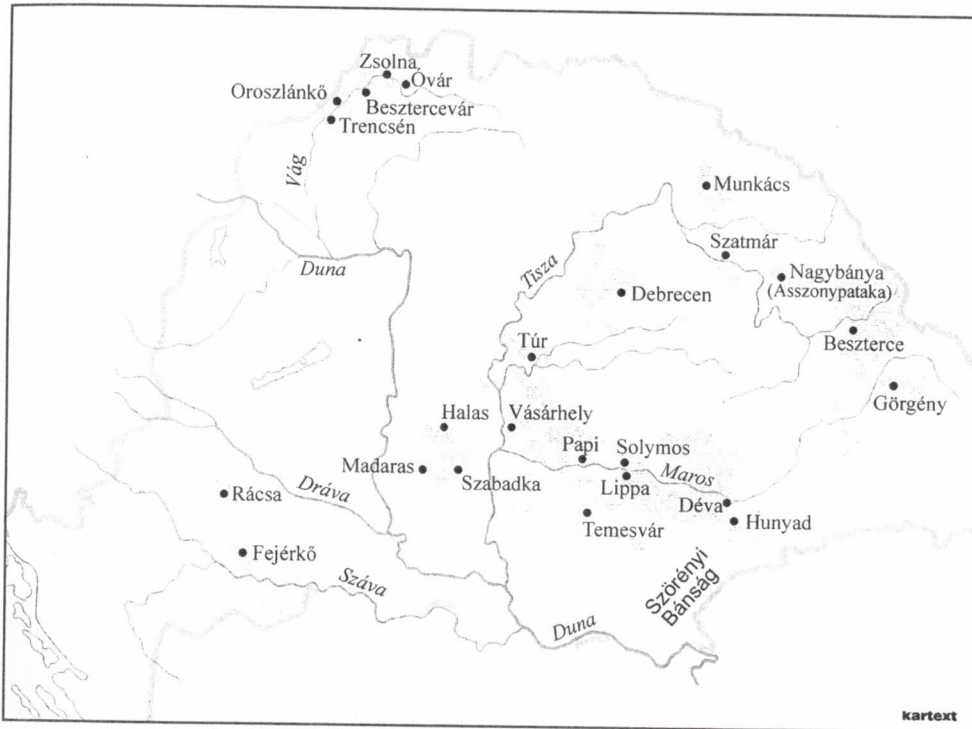 Zsolna
Óvár
Oroszlánkő
Besztercevár
Trencsén
Vág
Munkács
Szatmár
Duna
Tisza
Nagybánya
(Asszonypataka)
Debrecen
Túr
Beszterce
Görgény
Halas
Vásárhely
Papi
Solymos
Madaras
Szabadka
Maros
Lippa
Rácsa
Dráva
Déva
Temesvár
Hunyad
Fejérkő
Száva
Szörényi
Bánság
Duna
kartext